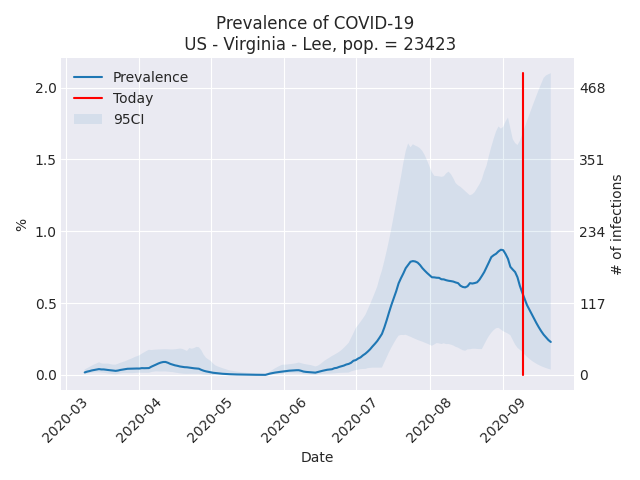 Prevalence of COVID-19
US - Virginia - Lee, pop. = 23423
Prevalence
Today
95CI
2.0
1.5
1.0
0.5
0.0
%
468
351
234
117
0
# of infections
2020-03
2020-04
2020-05
2020-06
2020-07
2020-08
2020-09
Date